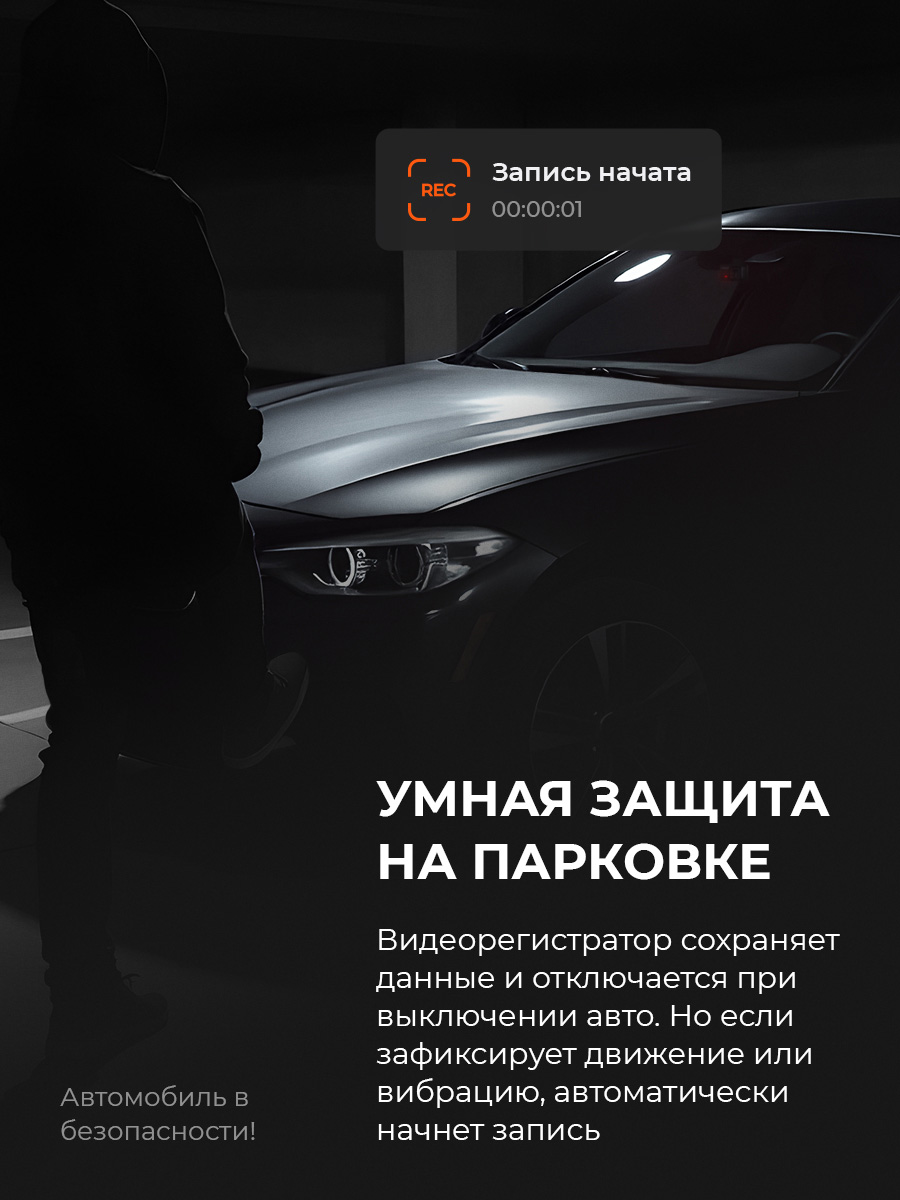 REC
Запись начата
00:00:01
УМНАЯ ЗАЩИТА
НА ПАРКОВКЕ
Видеорегистратор сохраняет
данные и отключается при
выключении авто. Но если
зафиксирует движение или
вибрацию, автоматически
начнет запись
Автомобиль в
безопасности!